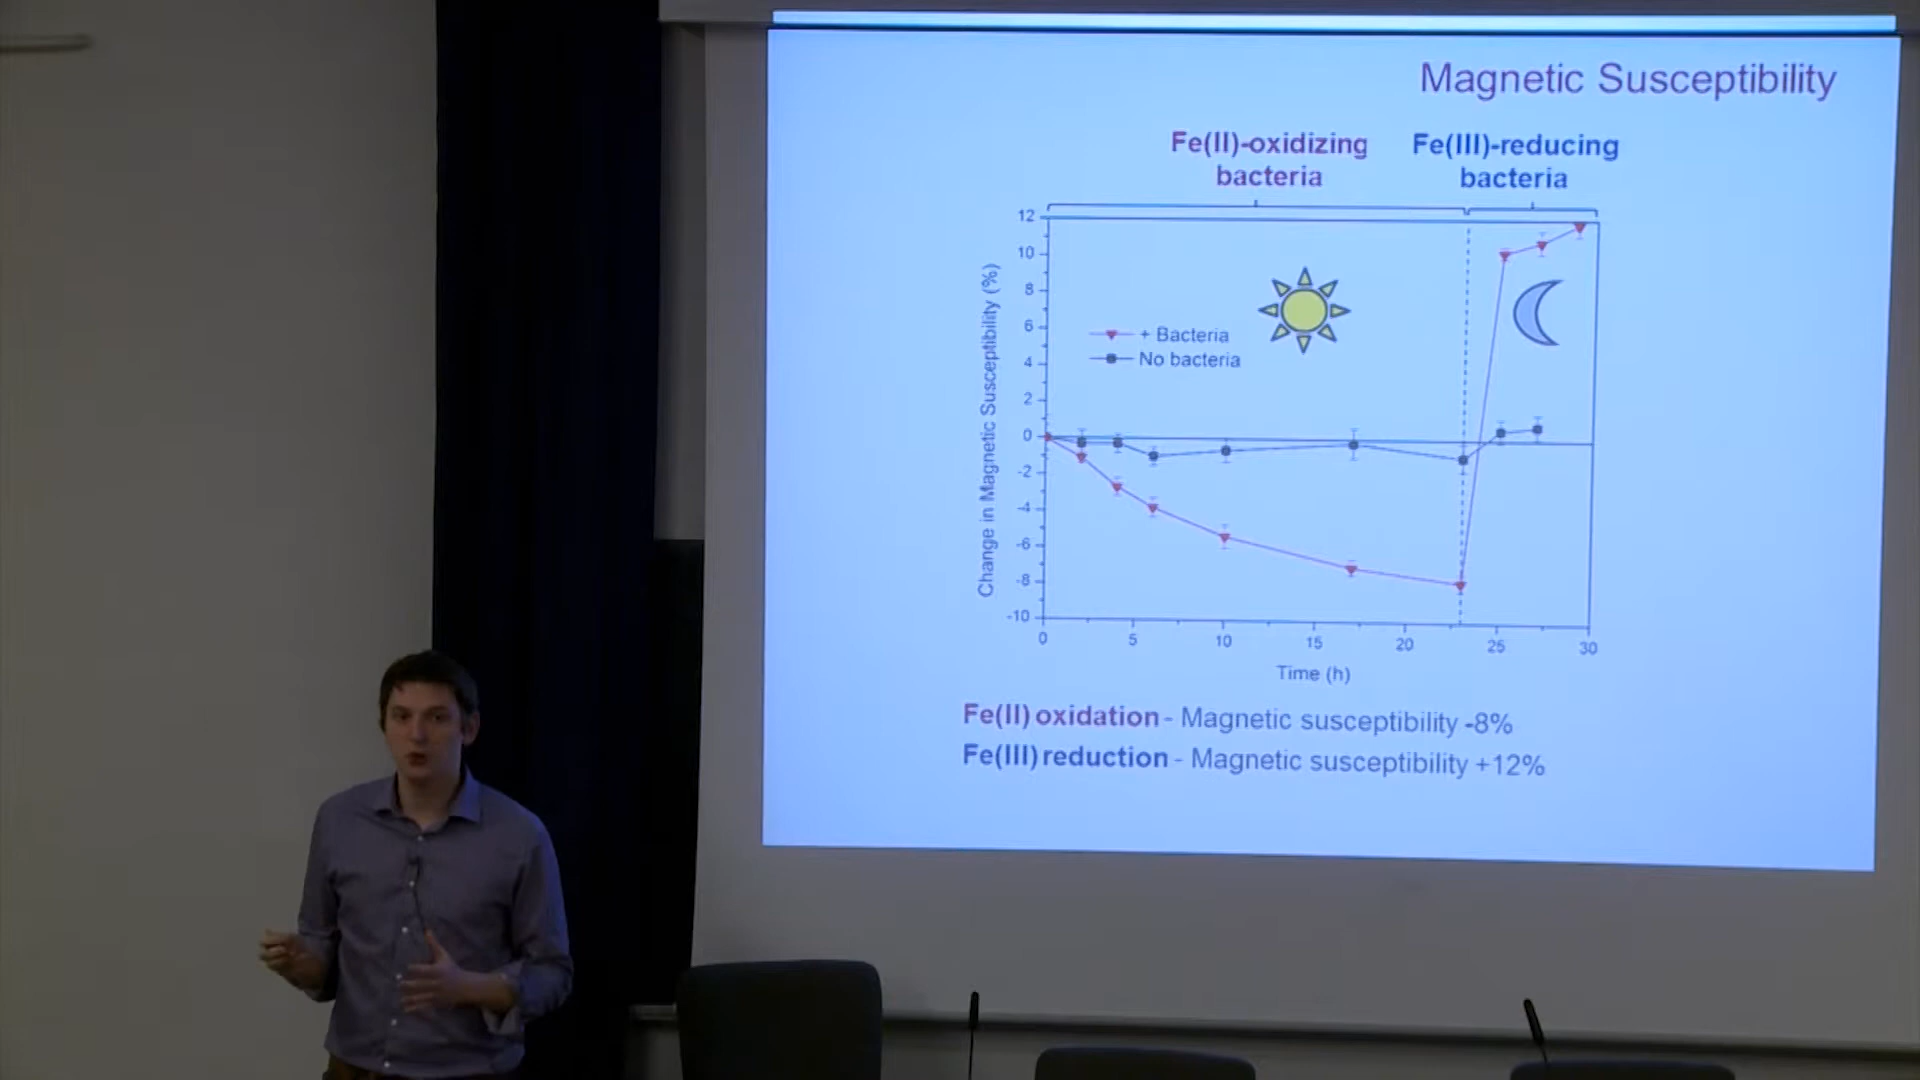 Magnetic Susceptibility
Fe(II)-oxidizing
bacteria
Fe(III)-reducing
bacteria
12
10
8
6
4
2
0
-2
-4
-6
-8
-10
Change in Magnetic Susceptibility (%)
+ Bacteria
No bacteria
0 5 10 15 20 25 30
Time (h)
Fe(II) oxidation - Magnetic susceptibility -8%
Fe(III) reduction - Magnetic susceptibility +12%